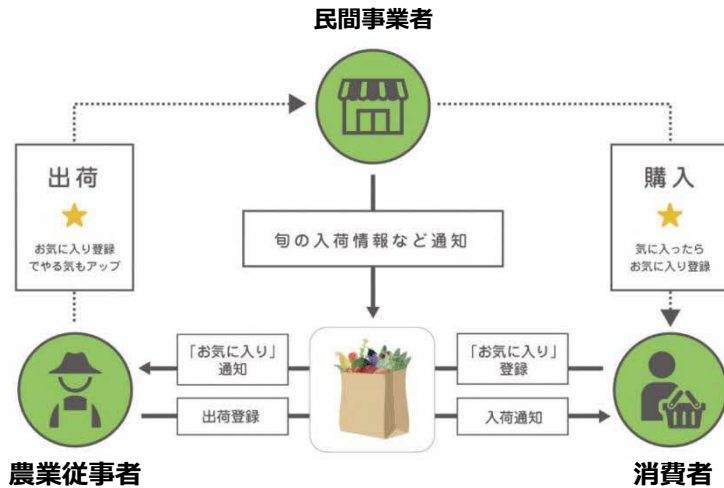 民間事業者
出荷
お気に入り登録
でやる気もアップ
購入
気に入ったら
お気に入り登録
旬の入荷情報など通知
「お気に入り」
通知
「お気に入り」
登録
出荷登録
入荷通知
農業従事者
消費者